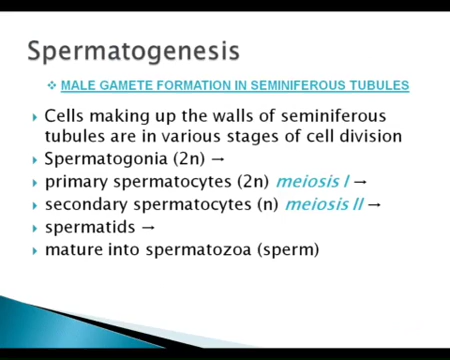 Spermatogenesis
MALE GAMETE FORMATION IN SEMINIFEROUS TUBULES
Cells making up the walls of seminiferous
tubules are in various stages of cell division
Spermatogonia (2n) →
primary spermatocytes (2n) meiosis I →
secondary spermatocytes (n) meiosis II →
spermatids →
mature into spermatozoa (sperm)